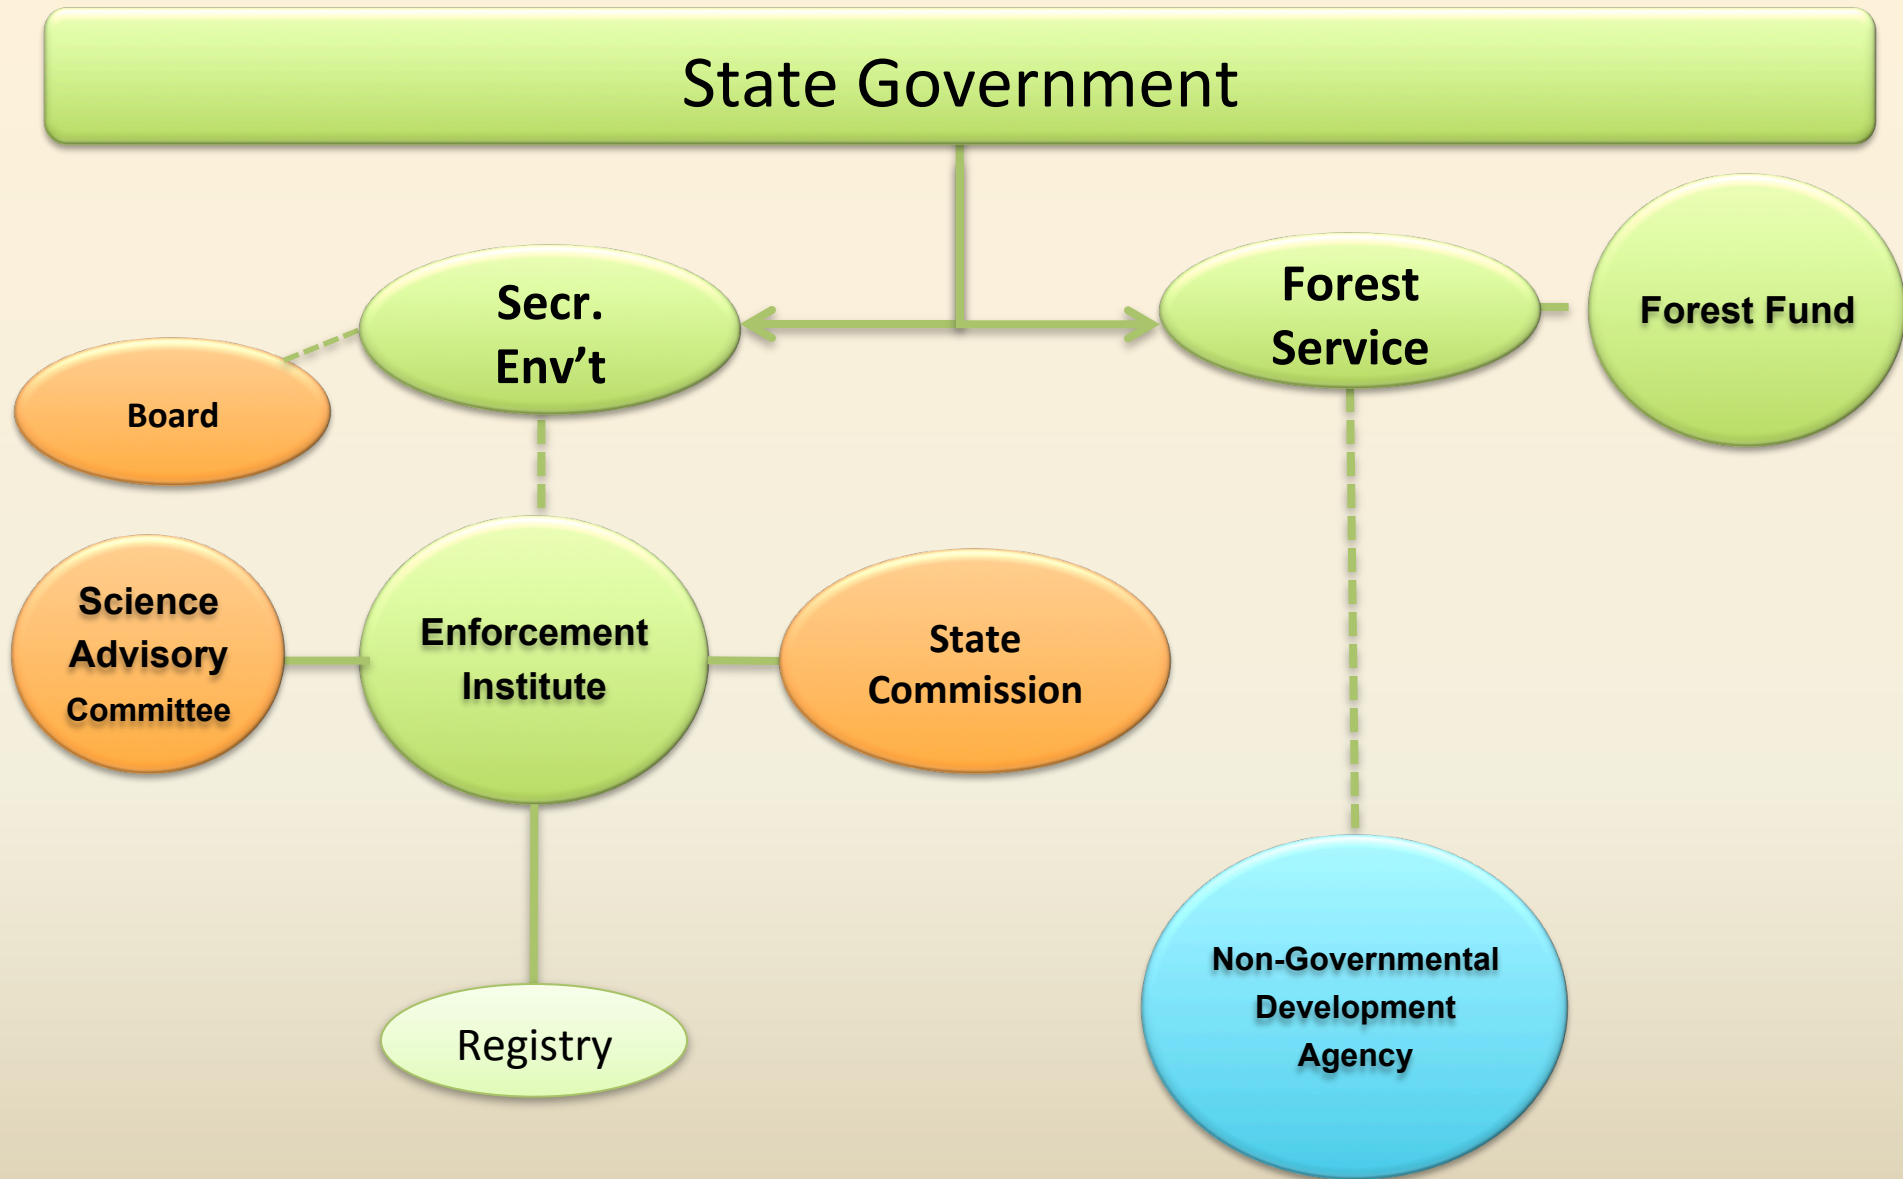 State Government
Secr.
Env’t
Forest
Service
Forest Fund
Board
Science
Advisory
Committee
Enforcement
Institute
State
Commission
Registry
Non-Governmental
Development
Agency